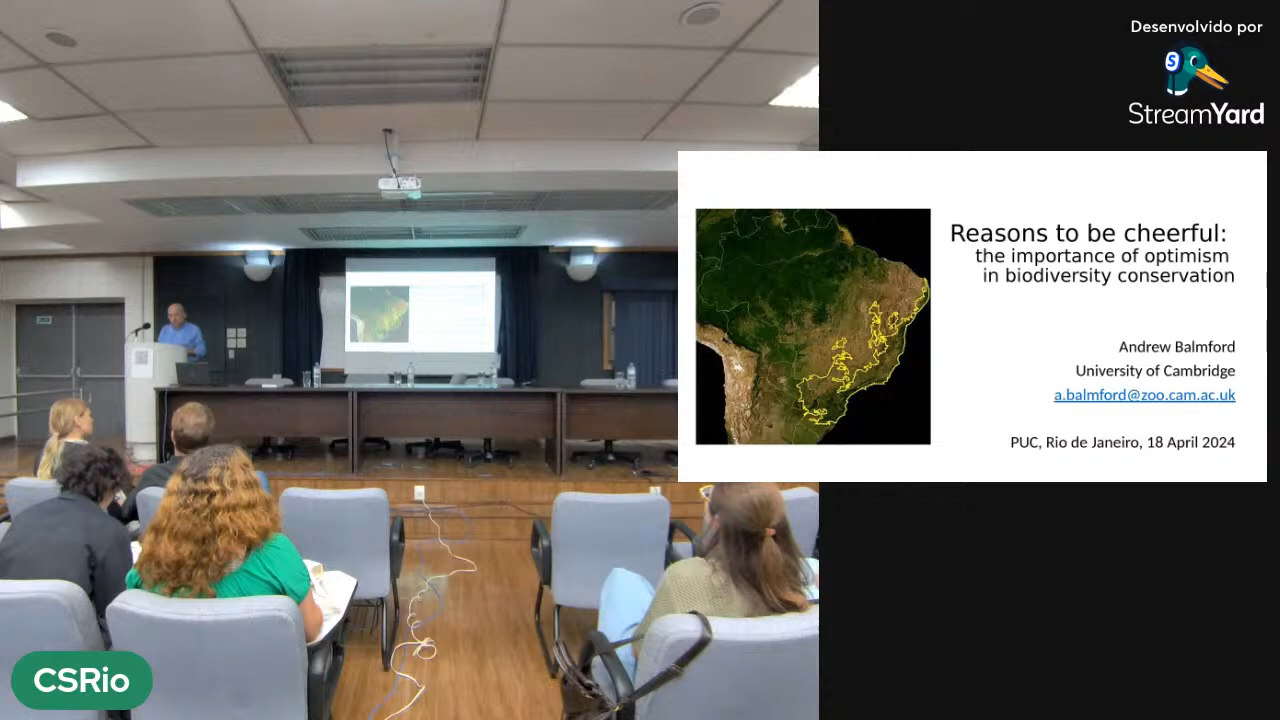 Desenvolvido por
StreamYard
Reasons to be cheerful:
the importance of optimism
in biodiversity conservation
Andrew Balmford
University of Cambridge
a.balmford@zoo.cam.ac.uk
PUC, Rio de Janeiro, 18 April 2024
CSRio